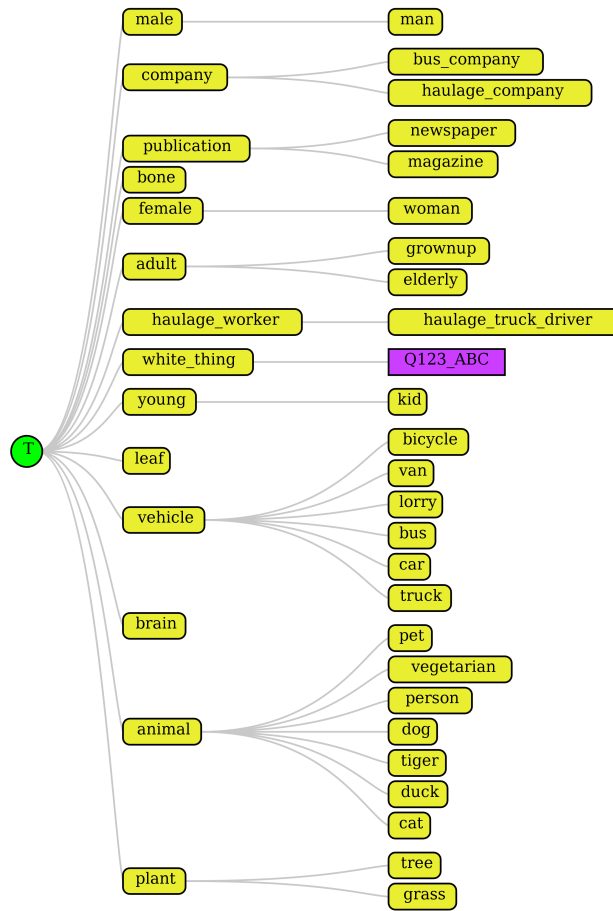 male
man
company
bus_company
haulage_company
publication
newspaper
magazine
bone
female
woman
adult
grownup
elderly
haulage_worker
haulage_truck_driver
white_thing
Q123_ABC
young
kid
T
leaf
vehicle
bicycle
van
lorry
bus
car
truck
brain
animal
pet
vegetarian
person
dog
tiger
duck
cat
plant
tree
grass